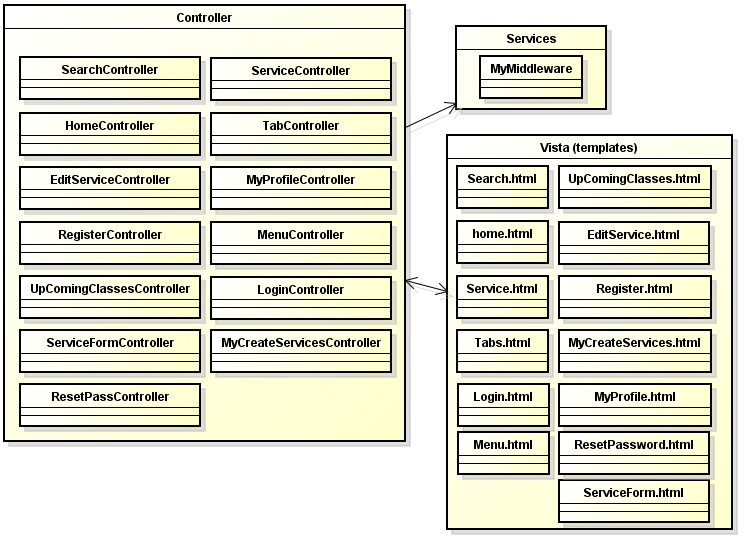 Controller
SearchController
ServiceController
HomeController
TabController
EditServiceController
MyProfileController
RegisterController
MenuController
UpComingClassesController
LoginController
ServiceFormController
MyCreateServicesController
ResetPassController
Services
MyMiddleware
Vista (templates)
Search.html
UpComingClasses.html
home.html
EditService.html
Service.html
Register.html
Tabs.html
MyCreateServices.html
Login.html
MyProfile.html
Menu.html
ResetPassword.html
ServiceForm.html